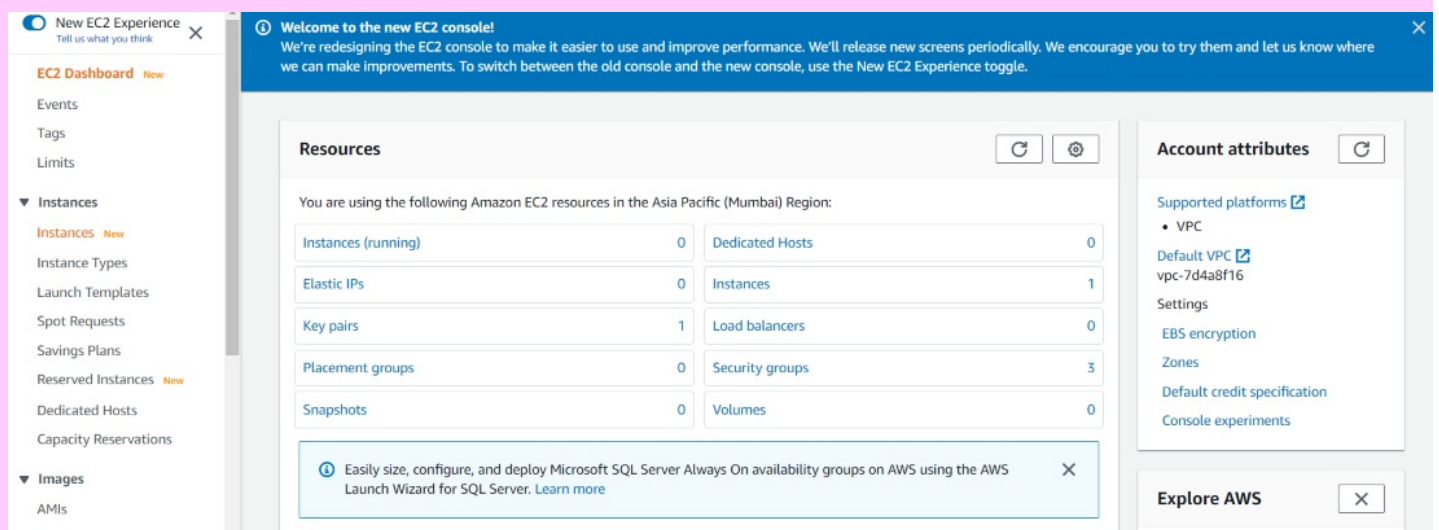 New EC2 Experience
Tell us what you think
EC2 Dashboard New
Events
Tags
Limits
Instances
Instances New
Instance Types
Launch Templates
Spot Requests
Savings Plans
Reserved Instances New
Dedicated Hosts
Capacity Reservations
Images
AMIs
Welcome to the new EC2 console!
We're redesigning the EC2 console to make it easier to use and improve performance. We'll release new screens periodically. We encourage you to try them and let us know where
we can make improvements. To switch between the old console and the new console, use the New EC2 Experience toggle.
Resources
You are using the following Amazon EC2 resources in the Asia Pacific (Mumbai) Region:
Instances (running) 0 Dedicated Hosts 0
Elastic IPs 0 Instances 1
Key pairs 1 Load balancers 0
Placement groups 0 Security groups 3
Snapshots 0 Volumes 0
Easily size, configure, and deploy Microsoft SQL Server Always On availability groups on AWS using the AWS
Launch Wizard for SQL Server. Learn more
Account attributes
Supported platforms
• VPC
Default VPC
vpc-7d4a8f16
Settings
EBS encryption
Zones
Default credit specification
Console experiments
Explore AWS